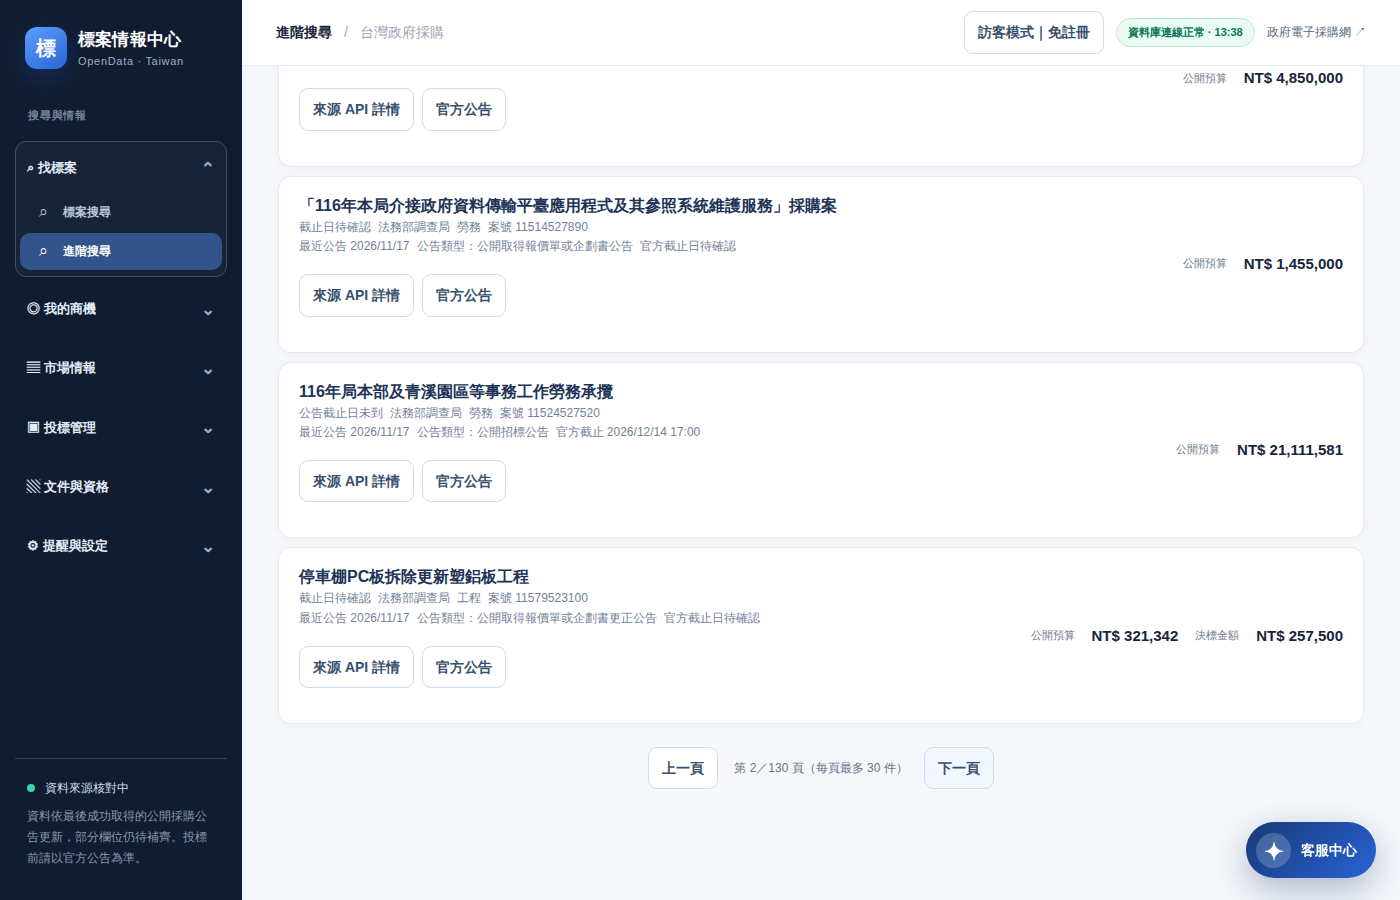 標
標案情報中心
OpenData · Taiwan
搜尋與情報
找標案
標案搜尋
進階搜尋
我的商機
市場情報
投標管理
文件與資格
提醒與設定
資料來源核對中
資料依最後成功取得的公開採購公
告更新，部分欄位仍待補齊。投標
前請以官方公告為準。
進階搜尋 / 台灣政府採購
訪客模式｜免註冊
資料庫連線正常 · 13:38
政府電子採購網 ↗
公開預算 NT$ 4,850,000
來源 API 詳情
官方公告
「116年本局介接政府資料傳輸平臺應用程式及其參照系統維護服務」採購案
截止日待確認 法務部調查局 勞務 案號 11514527890
最近公告 2026/11/17 公告類型：公開取得報價單或企劃書公告 官方截止日待確認
公開預算 NT$ 1,455,000
來源 API 詳情
官方公告
116年局本部及青溪園區等事務工作勞務承攬
公告截止日未到 法務部調查局 勞務 案號 11524527520
最近公告 2026/11/17 公告類型：公開招標公告 官方截止 2026/12/14 17:00
公開預算 NT$ 21,111,581
來源 API 詳情
官方公告
停車棚PC板拆除更新塑鋁板工程
截止日待確認 法務部調查局 工程 案號 11579523100
最近公告 2026/11/17 公告類型：公開取得報價單或企劃書更正公告 官方截止日待確認
公開預算 NT$ 321,342 決標金額 NT$ 257,500
來源 API 詳情
官方公告
上一頁
第 2／130 頁（每頁最多 30 件）
下一頁
客服中心